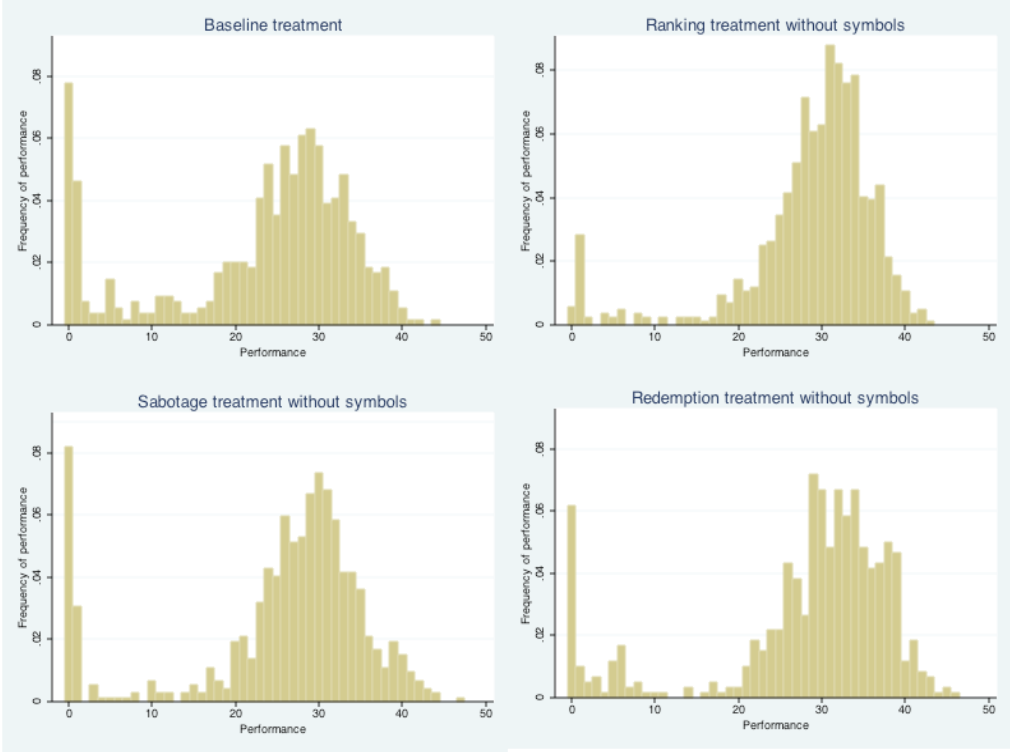 Baseline treatment
Frequency of performance
.08
.06
.04
.02
0
0 10 20 30 40 50
Performance
Ranking treatment without symbols
Frequency of performance
.08
.06
.04
.02
0
0 10 20 30 40 50
Performance
Sabotage treatment without symbols
Frequency of performance
.08
.06
.04
.02
0
0 10 20 30 40 50
Performance
Redemption treatment without symbols
Frequency of performance
.08
.06
.04
.02
0
0 10 20 30 40 50
Performance